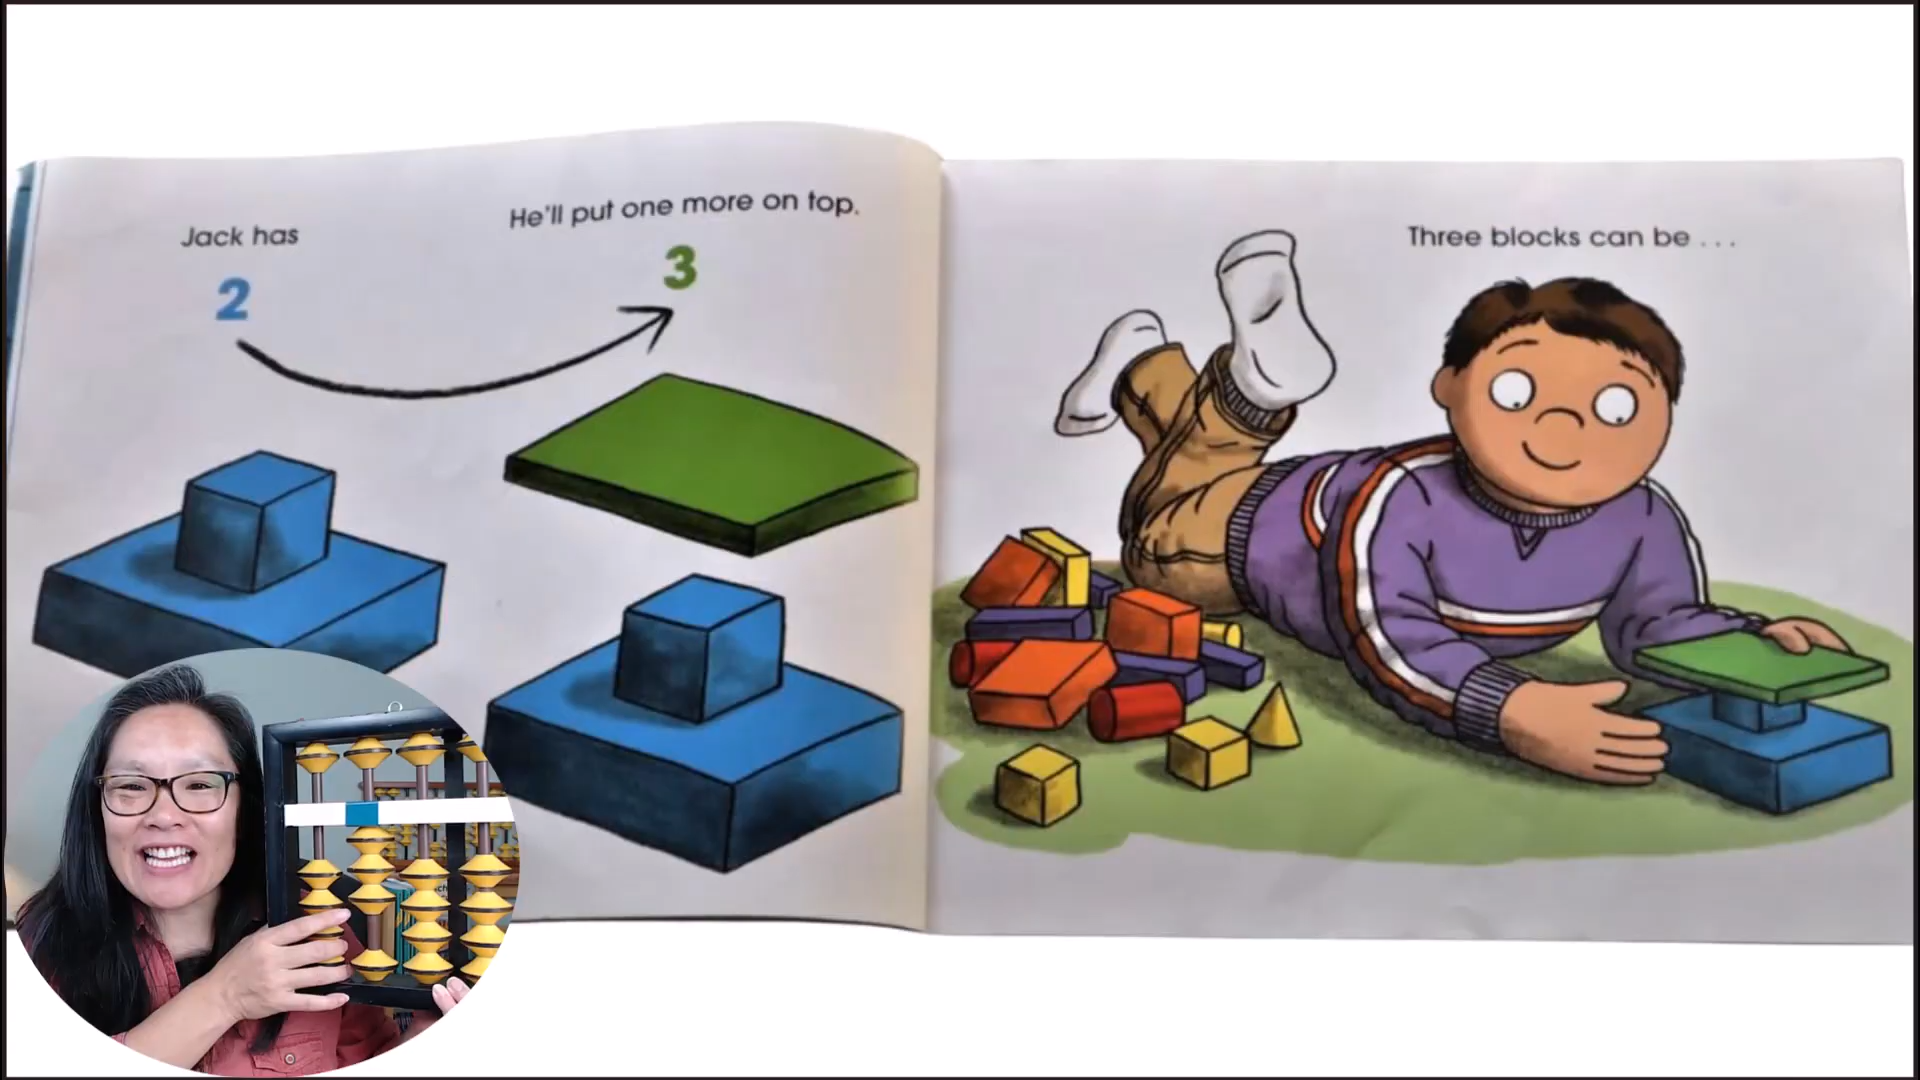 Jack has
2
He'll put one more on top.
3
Three blocks can be . . .